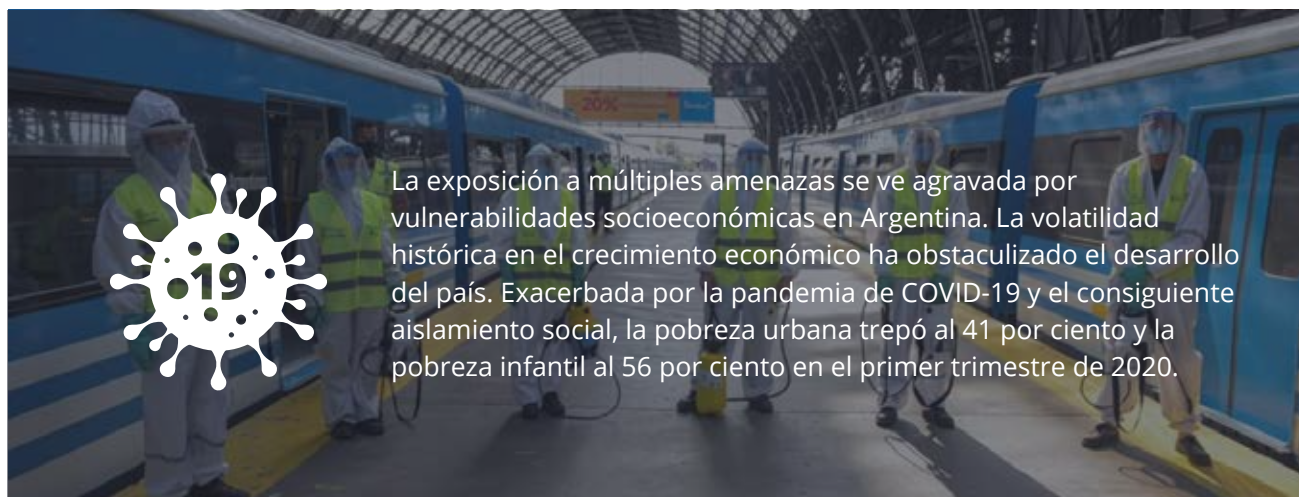 20%
19
La exposición a múltiples amenazas se ve agravada por
vulnerabilidades socioeconómicas en Argentina. La volatilidad
histórica en el crecimiento económico ha obstaculizado el desarrollo
del país. Exacerbada por la pandemia de COVID-19 y el consiguiente
aislamiento social, la pobreza urbana trepó al 41 por ciento y la
pobreza infantil al 56 por ciento en el primer trimestre de 2020.